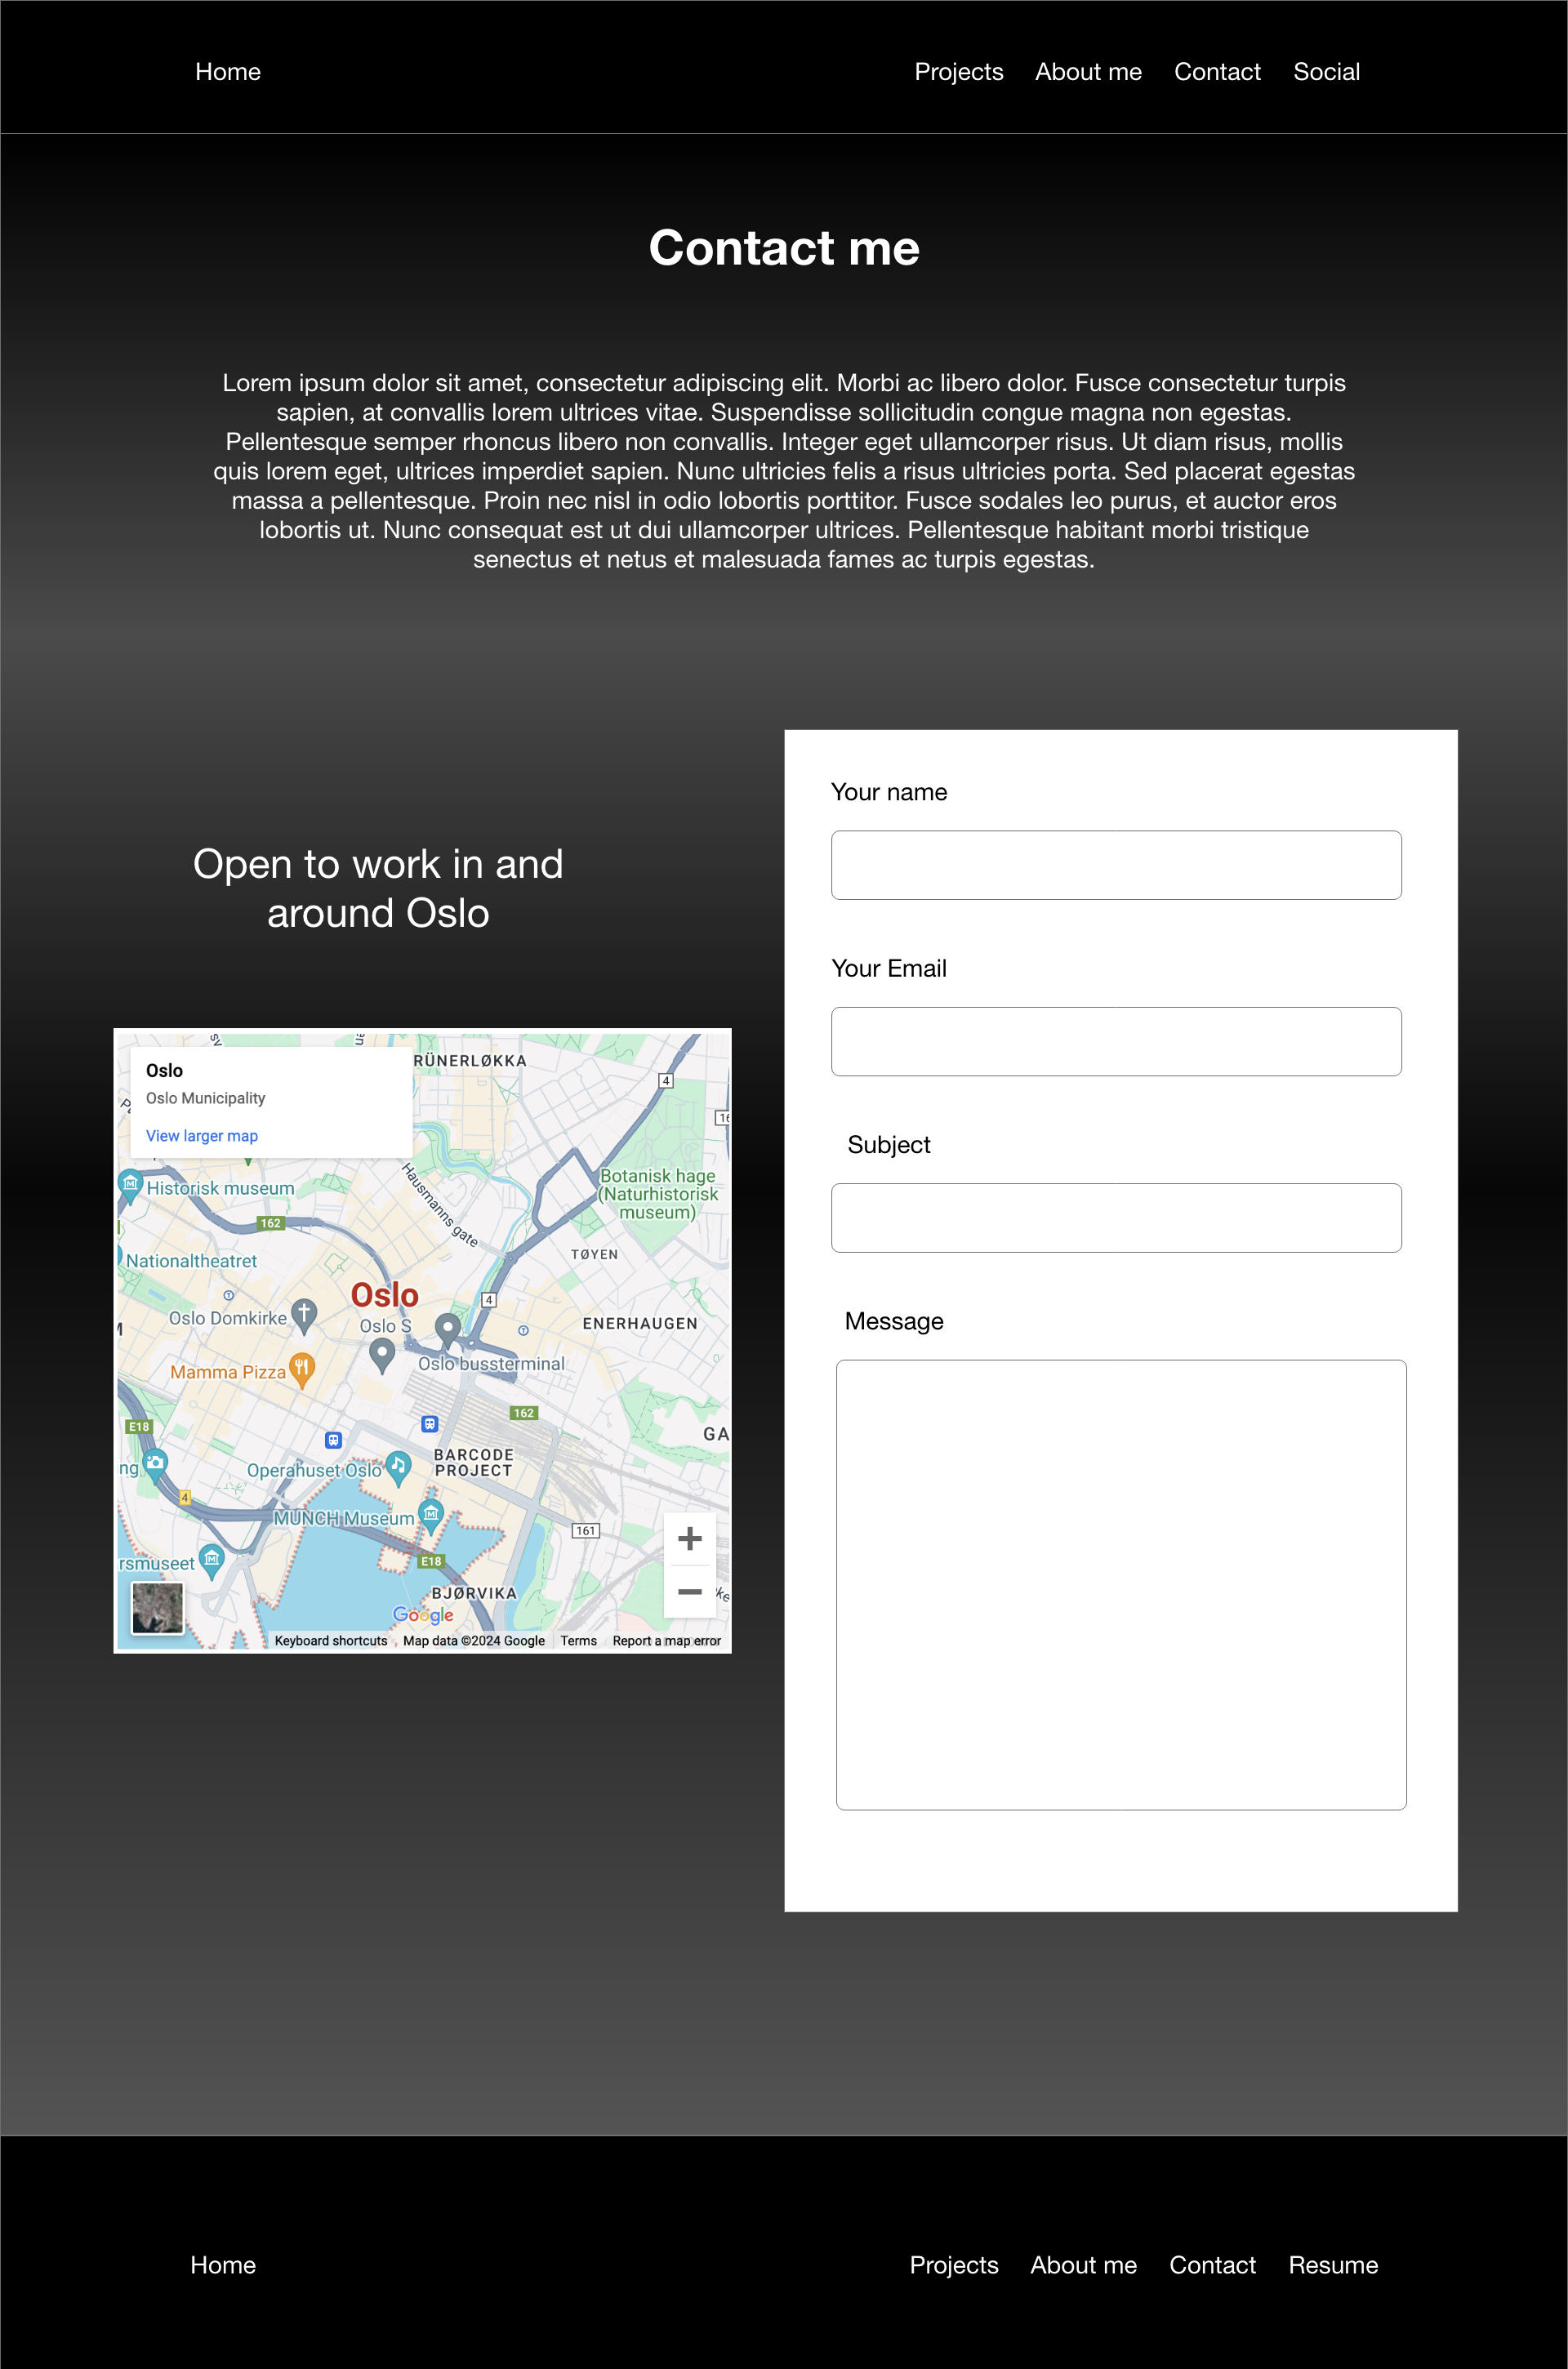 Home
Projects
About me
Contact
Social
Contact me
Lorem ipsum dolor sit amet, consectetur adipiscing elit. Morbi ac libero dolor. Fusce consectetur turpis
sapien, at convallis lorem ultrices vitae. Suspendisse sollicitudin congue magna non egestas.
Pellentesque semper rhoncus libero non convallis. Integer eget ullamcorper risus. Ut diam risus, mollis
quis lorem eget, ultrices imperdiet sapien. Nunc ultricies felis a risus ultricies porta. Sed placerat egestas
massa a pellentesque. Proin nec nisl in odio lobortis porttitor. Fusce sodales leo purus, et auctor eros
lobortis ut. Nunc consequat est ut dui ullamcorper ultrices. Pellentesque habitant morbi tristique
senectus et netus et malesuada fames ac turpis egestas.
Open to work in and
around Oslo
Oslo
Oslo Municipality
View larger map
RÜNERLØKKA
4
16
Hausmanns gate
Botanisk hage
(Naturhistorisk
museum)
Historisk museum
162
Nationaltheatret
TØYEN
Oslo
4
Oslo Domkirke
Oslo S
ENERHAUGEN
Oslo bussterminal
Mamma Pizza
162
E18
GA
BARCODE
PROJECT
ng
Operahuset Oslo
4
MUNCH Museum
161
E18
rsmuseet
BJØRVIKA
Google
Keyboard shortcuts
Map data ©2024 Google
Terms
Report a map error
Your name
Your Email
Subject
Message
Home
Projects
About me
Contact
Resume